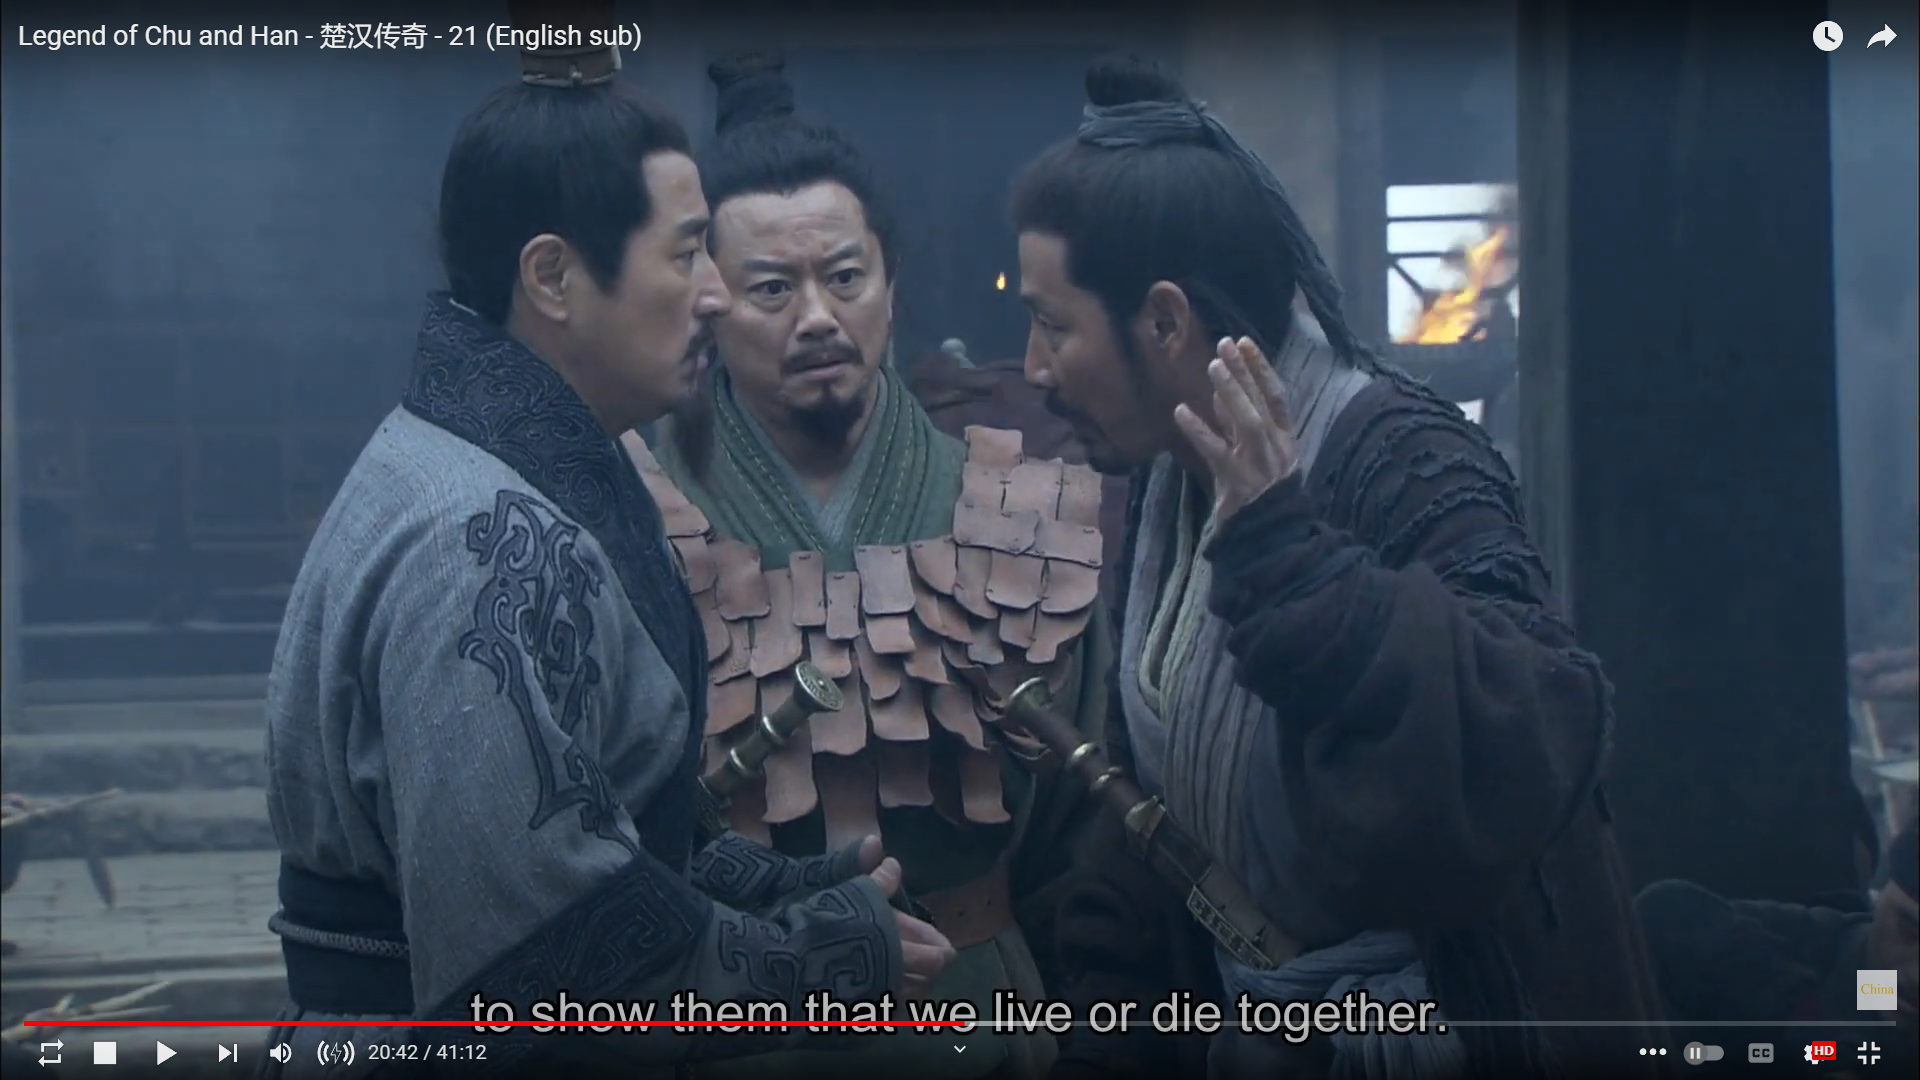 Legend of Chu and Han - 楚汉传奇 - 21 (English sub)
to show them that we live or die together.
China
20:42 / 41:12
CC
HD